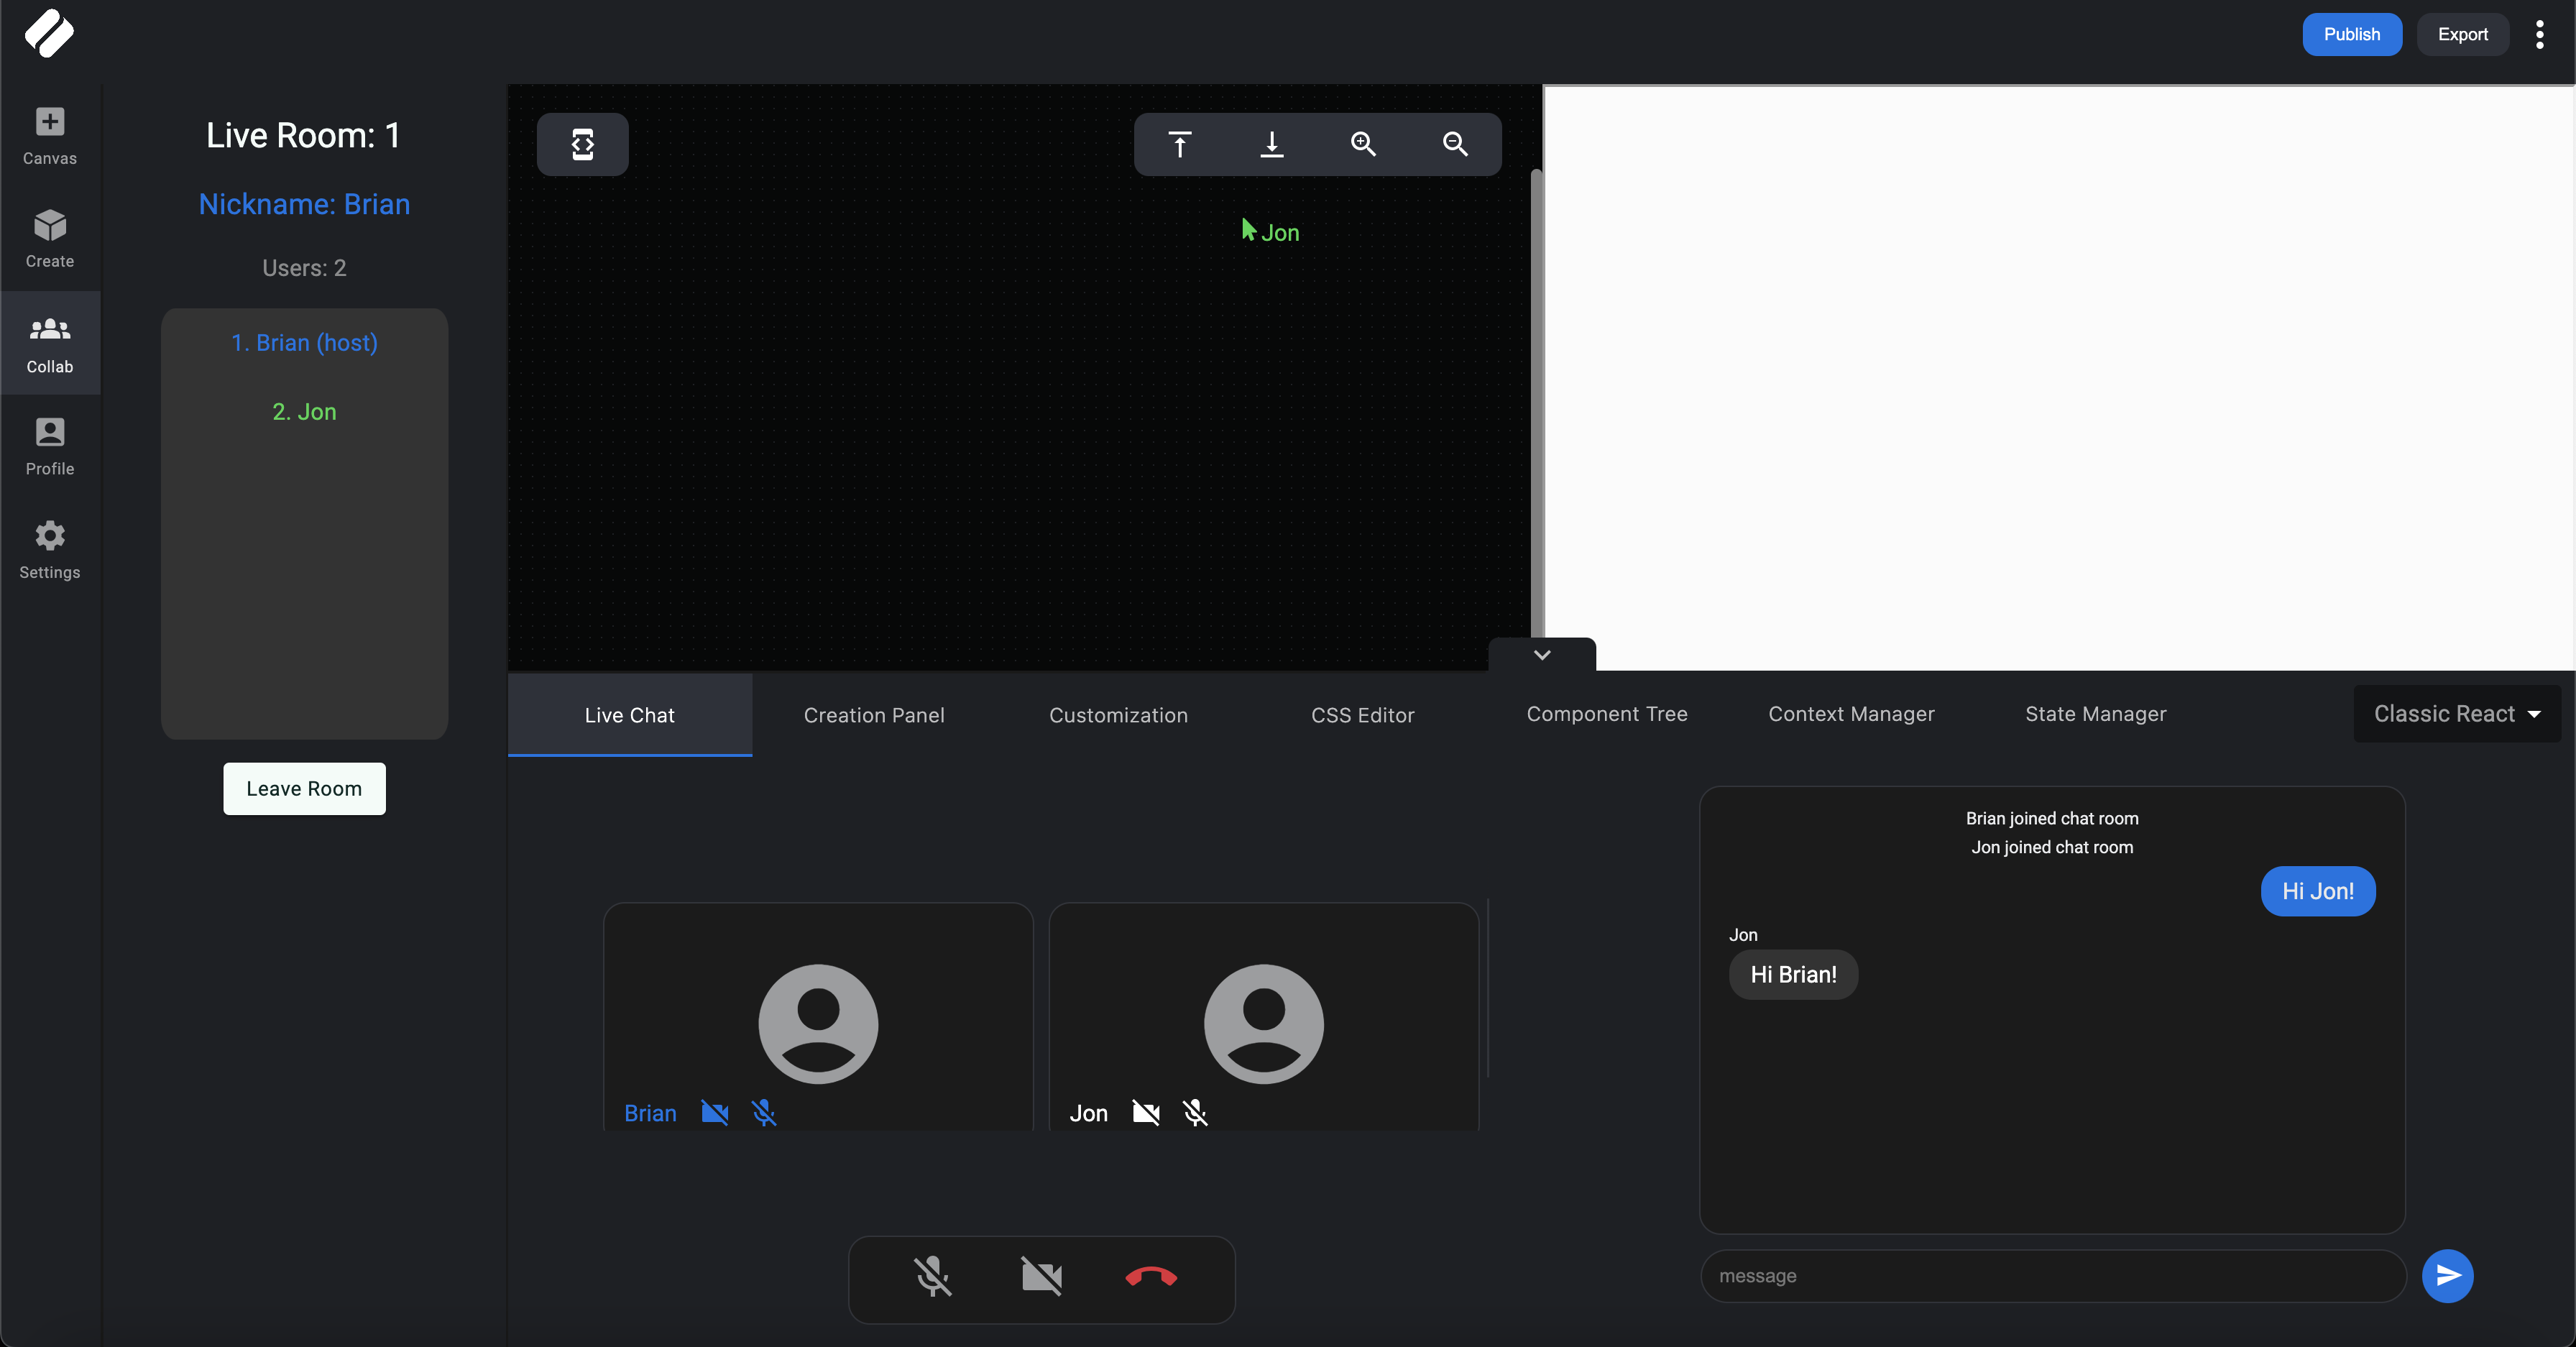 Publish
Export
Canvas
Create
Collab
Profile
Settings
Live Room: 1
Nickname: Brian
Users: 2
1. Brian (host)
2. Jon
Leave Room
Jon
Live Chat
Creation Panel
Customization
CSS Editor
Component Tree
Context Manager
State Manager
Classic React
Brian
Jon
Brian joined chat room
Jon joined chat room
Hi Jon!
Jon
Hi Brian!
message